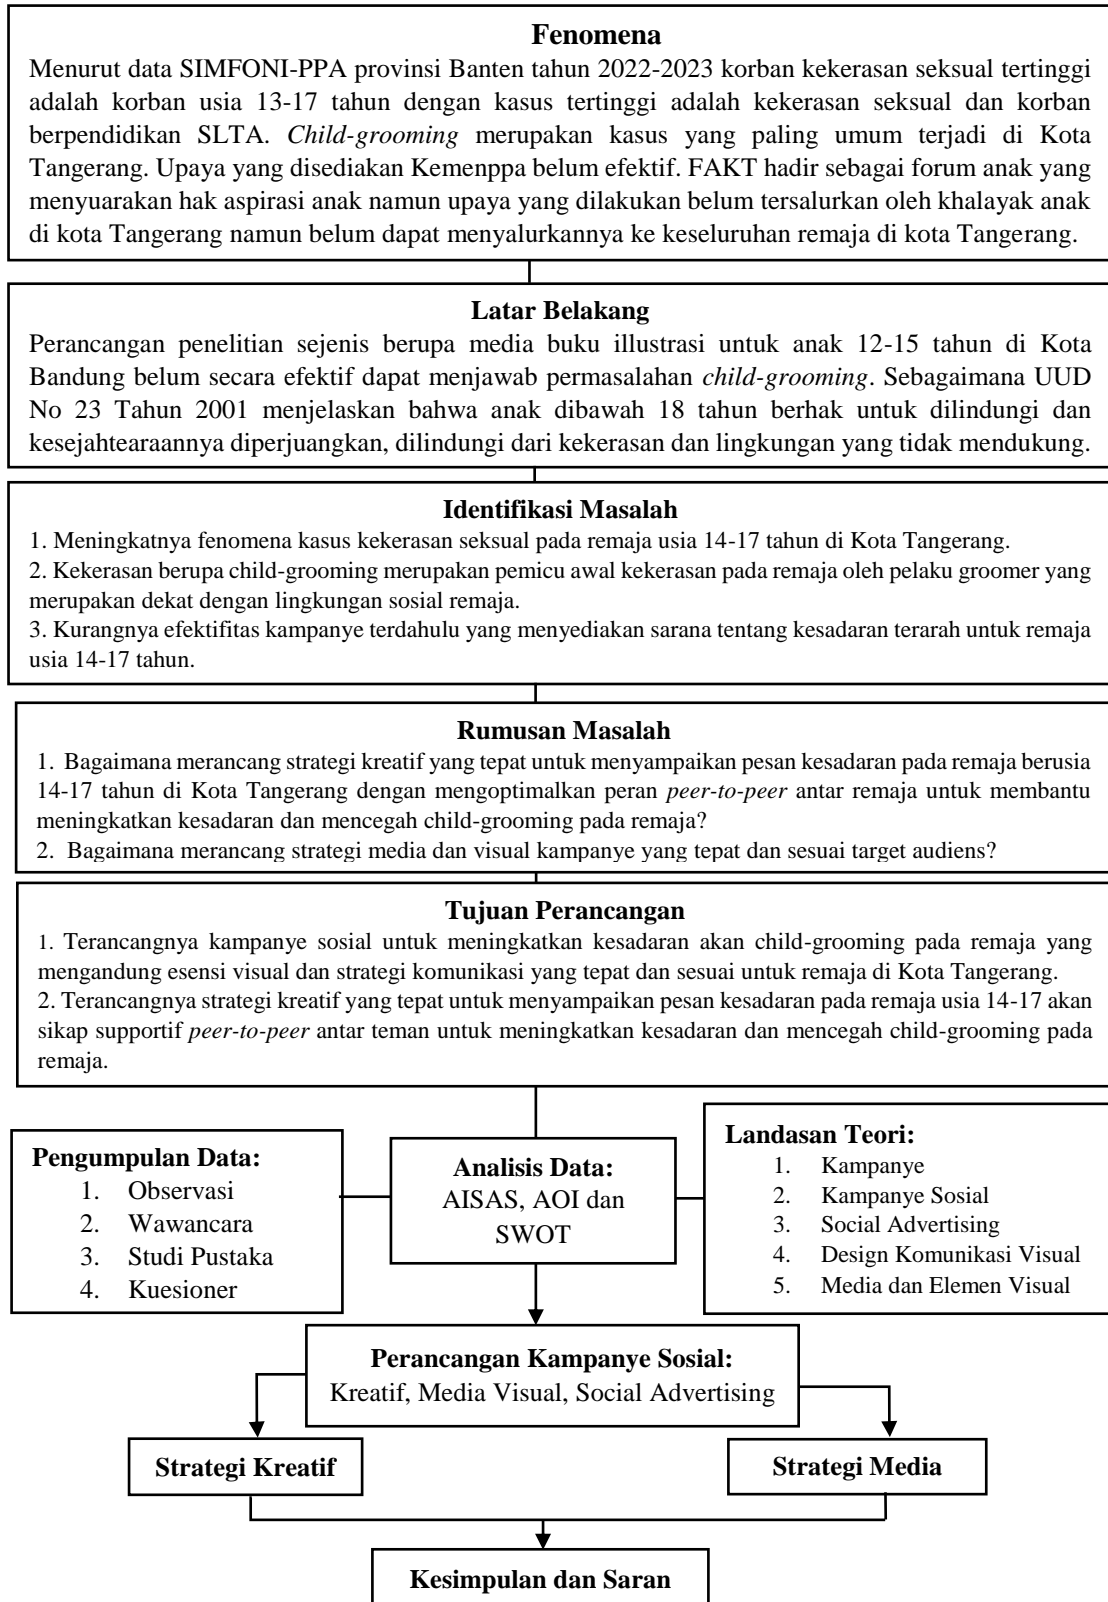 Fenomena
Menurut data SIMFONI-PPA provinsi Banten tahun 2022-2023 korban kekerasan seksual tertinggi
adalah korban usia 13-17 tahun dengan kasus tertinggi adalah kekerasan seksual dan korban
berpendidikan SLTA. Child-grooming merupakan kasus yang paling umum terjadi di Kota
Tangerang. Upaya yang disediakan Kemenppa belum efektif. FAKT hadir sebagai forum anak yang
menyuarakan hak aspirasi anak namun upaya yang dilakukan belum tersalurkan oleh khalayak anak
di kota Tangerang namun belum dapat menyalurkannya ke keseluruhan remaja di kota Tangerang.
Latar Belakang
Perancangan penelitian sejenis berupa media buku illustrasi untuk anak 12-15 tahun di Kota
Bandung belum secara efektif dapat menjawab permasalahan child-grooming. Sebagaimana UUD
No 23 Tahun 2001 menjelaskan bahwa anak dibawah 18 tahun berhak untuk dilindungi dan
kesejahtearaannya diperjuangkan, dilindungi dari kekerasan dan lingkungan yang tidak mendukung.
Identifikasi Masalah
1. Meningkatnya fenomena kasus kekerasan seksual pada remaja usia 14-17 tahun di Kota Tangerang.
2. Kekerasan berupa child-grooming merupakan pemicu awal kekerasan pada remaja oleh pelaku groomer yang
merupakan dekat dengan lingkungan sosial remaja.
3. Kurangnya efektifitas kampanye terdahulu yang menyediakan sarana tentang kesadaran terarah untuk remaja
usia 14-17 tahun.
Rumusan Masalah
1. Bagaimana merancang strategi kreatif yang tepat untuk menyampaikan pesan kesadaran pada remaja berusia
14-17 tahun di Kota Tangerang dengan mengoptimalkan peran peer-to-peer antar remaja untuk membantu
meningkatkan kesadaran dan mencegah child-grooming pada remaja?
2. Bagaimana merancang strategi media dan visual kampanye yang tepat dan sesuai target audiens?
Tujuan Perancangan
1. Terancangnya kampanye sosial untuk meningkatkan kesadaran akan child-grooming pada remaja yang
mengandung esensi visual dan strategi komunikasi yang tepat dan sesuai untuk remaja di Kota Tangerang.
2. Terancangnya strategi kreatif yang tepat untuk menyampaikan pesan kesadaran pada remaja usia 14-17 akan
sikap supportif peer-to-peer antar teman untuk meningkatkan kesadaran dan mencegah child-grooming pada
remaja.
Pengumpulan Data:
1. Observasi
2. Wawancara
3. Studi Pustaka
4. Kuesioner
Analisis Data:
AISAS, AOI dan
SWOT
Landasan Teori:
1. Kampanye
2. Kampanye Sosial
3. Social Advertising
4. Design Komunikasi Visual
5. Media dan Elemen Visual
Perancangan Kampanye Sosial:
Kreatif, Media Visual, Social Advertising
Strategi Kreatif
Strategi Media
Kesimpulan dan Saran